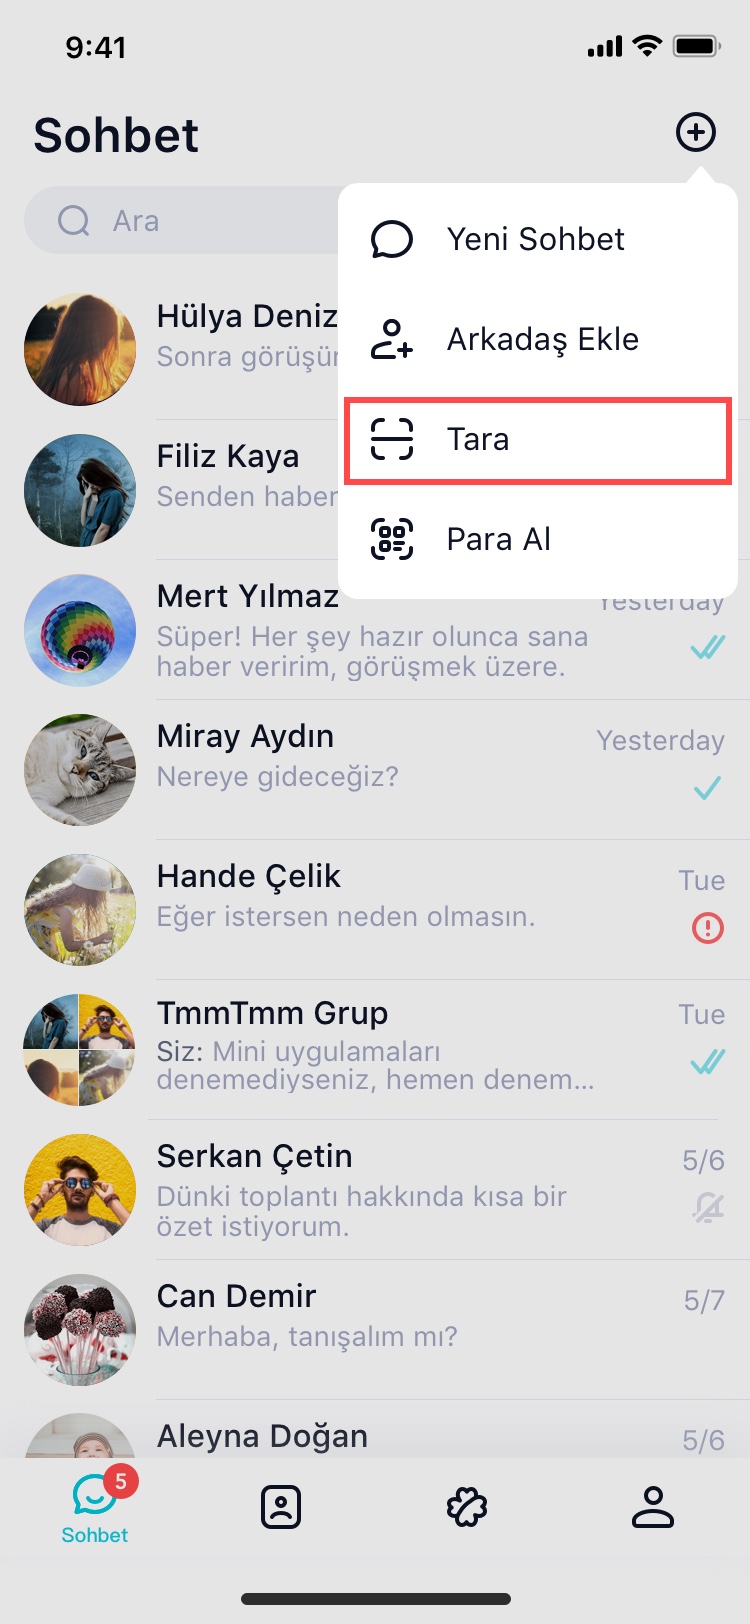 9:41
Sohbet
Ara
Yeni Sohbet
Arkadaş Ekle
Tara
Para Al
Hülya Deniz
Sonra görüşür
Filiz Kaya
Senden haber
Mert Yılmaz
Yesterday
Süper! Her şey hazır olunca sana
haber veririm, görüşmek üzere.
Miray Aydın
Yesterday
Nereye gideceğiz?
Hande Çelik
Tue
Eğer istersen neden olmasın.
TmmTmm Grup
Tue
Siz: Mini uygulamaları
denemediyseniz, hemen denem...
Serkan Çetin
5/6
Dünki toplantı hakkında kısa bir
özet istiyorum.
Can Demir
5/7
Merhaba, tanışalım mı?
Aleyna Doğan
5/6
5
Sohbet